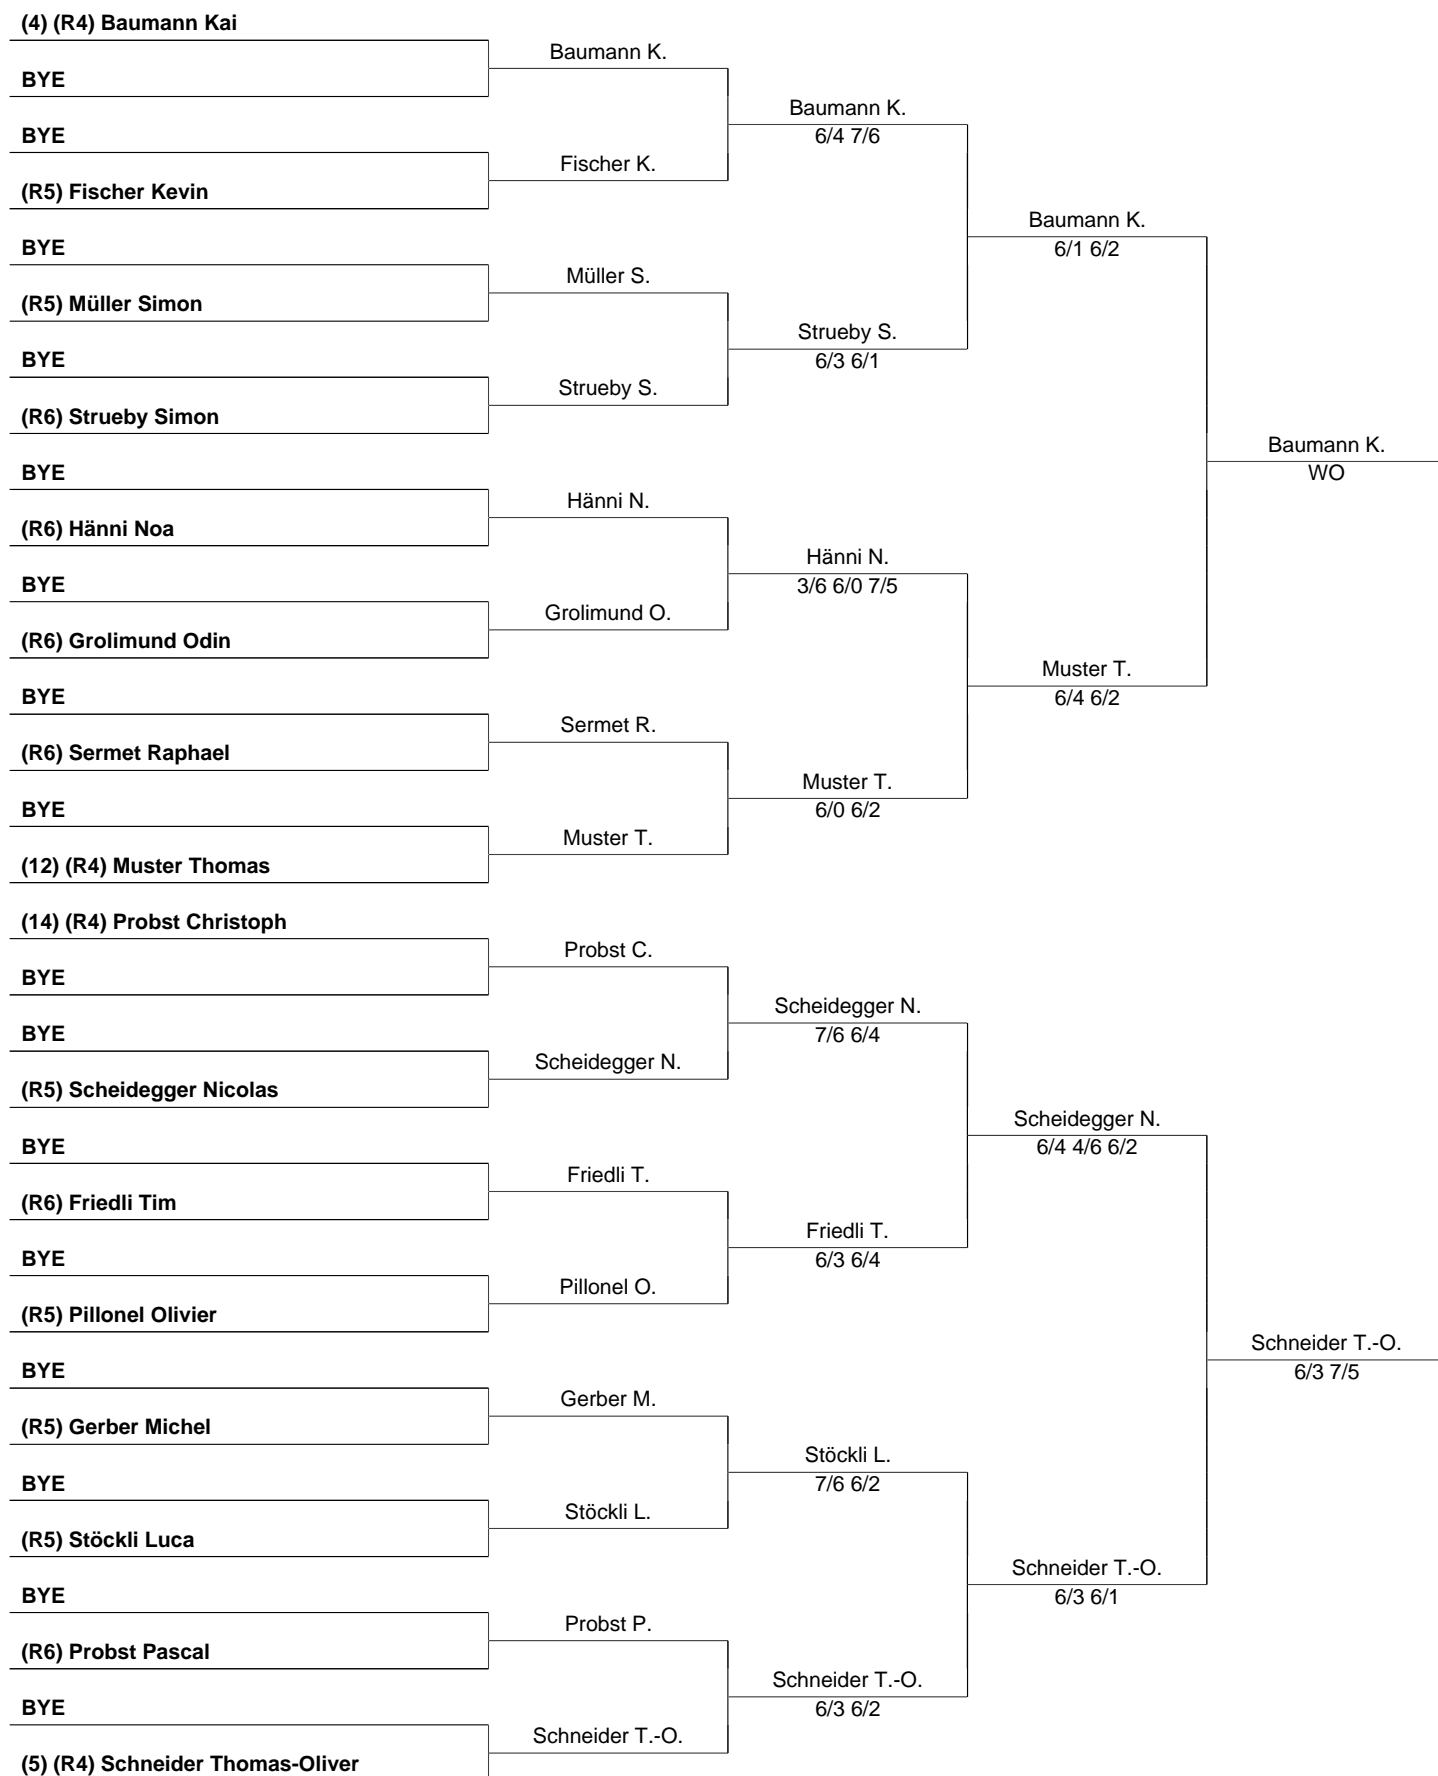 (4) (R4) Baumann Kai
BYE
BYE
(R5) Fischer Kevin
BYE
(R5) Müller Simon
BYE
(R6) Strueby Simon
BYE
(R6) Hänni Noa
BYE
(R6) Grolimund Odin
BYE
(R6) Sermet Raphael
BYE
(12) (R4) Muster Thomas
(14) (R4) Probst Christoph
BYE
BYE
(R5) Scheidegger Nicolas
BYE
(R6) Friedli Tim
BYE
(R5) Pillonel Olivier
BYE
(R5) Gerber Michel
BYE
(R5) Stöckli Luca
BYE
(R6) Probst Pascal
BYE
(5) (R4) Schneider Thomas-Oliver
Baumann K.
Fischer K.
Müller S.
Strueby S.
Hänni N.
Grolimund O.
Sermet R.
Muster T.
Probst C.
Scheidegger N.
Friedli T.
Pillonel O.
Gerber M.
Stöckli L.
Probst P.
Schneider T.-O.
Baumann K.
6/4 7/6
Strueby S.
6/3 6/1
Hänni N.
3/6 6/0 7/5
Muster T.
6/0 6/2
Scheidegger N.
7/6 6/4
Friedli T.
6/3 6/4
Stöckli L.
7/6 6/2
Schneider T.-O.
6/3 6/2
Baumann K.
6/1 6/2
Muster T.
6/4 6/2
Scheidegger N.
6/4 4/6 6/2
Schneider T.-O.
6/3 6/1
Baumann K.
WO
Schneider T.-O.
6/3 7/5